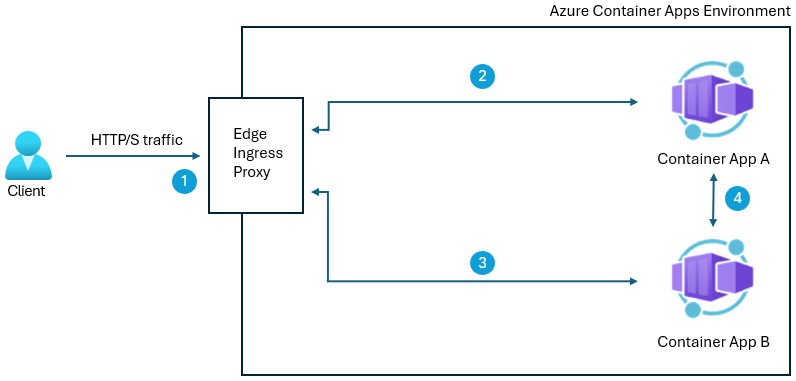 Azure Container Apps Environment
2
Edge
Ingress
Proxy
HTTP/S traffic
1
Client
Container App A
4
3
Container App B